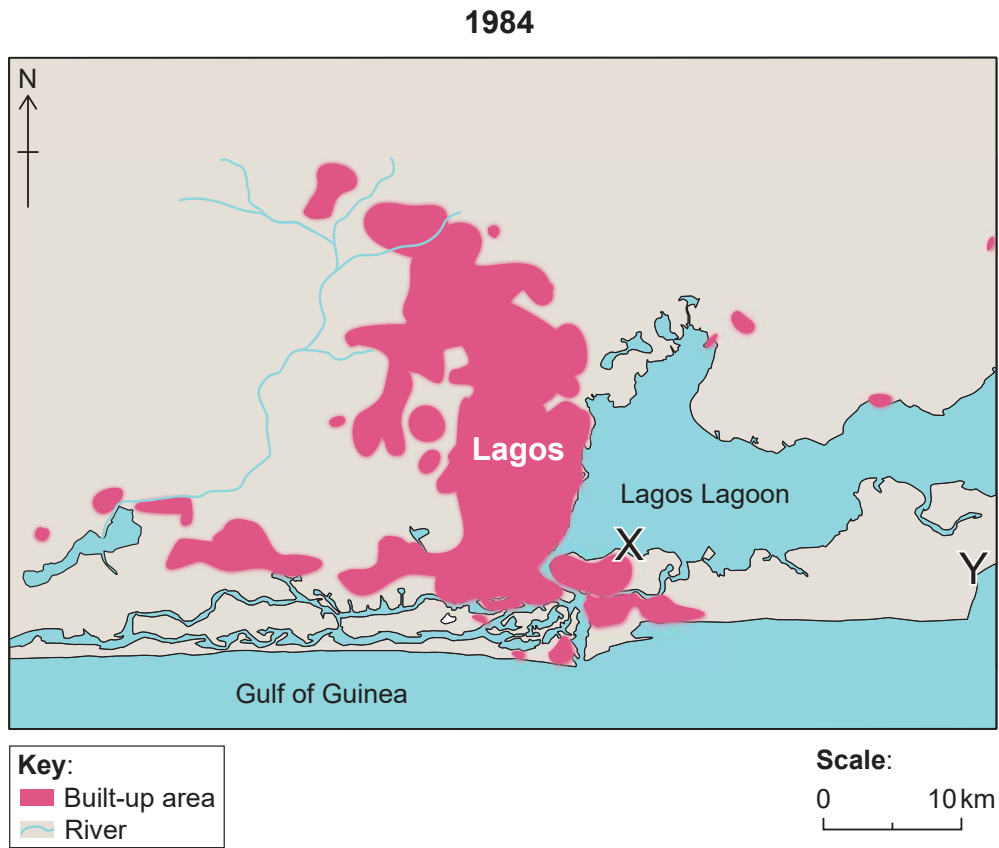 1984
N
Lagos
Lagos Lagoon
X
Y
Gulf of Guinea
Key:
Built-up area
River
Scale:
0 10 km